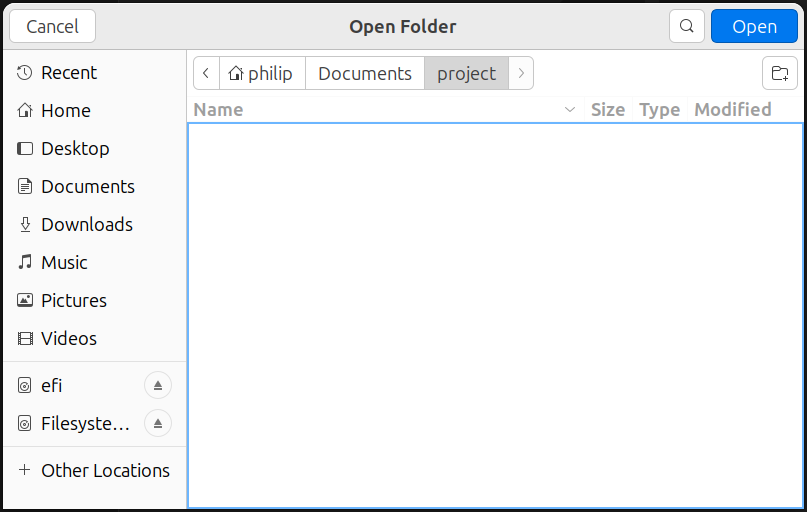 Cancel Open Folder Open
philip Documents project
Name Size Type Modified
Recent
Home
Desktop
Documents
Downloads
Music
Pictures
Videos
efi
Filesyste...
Other Locations